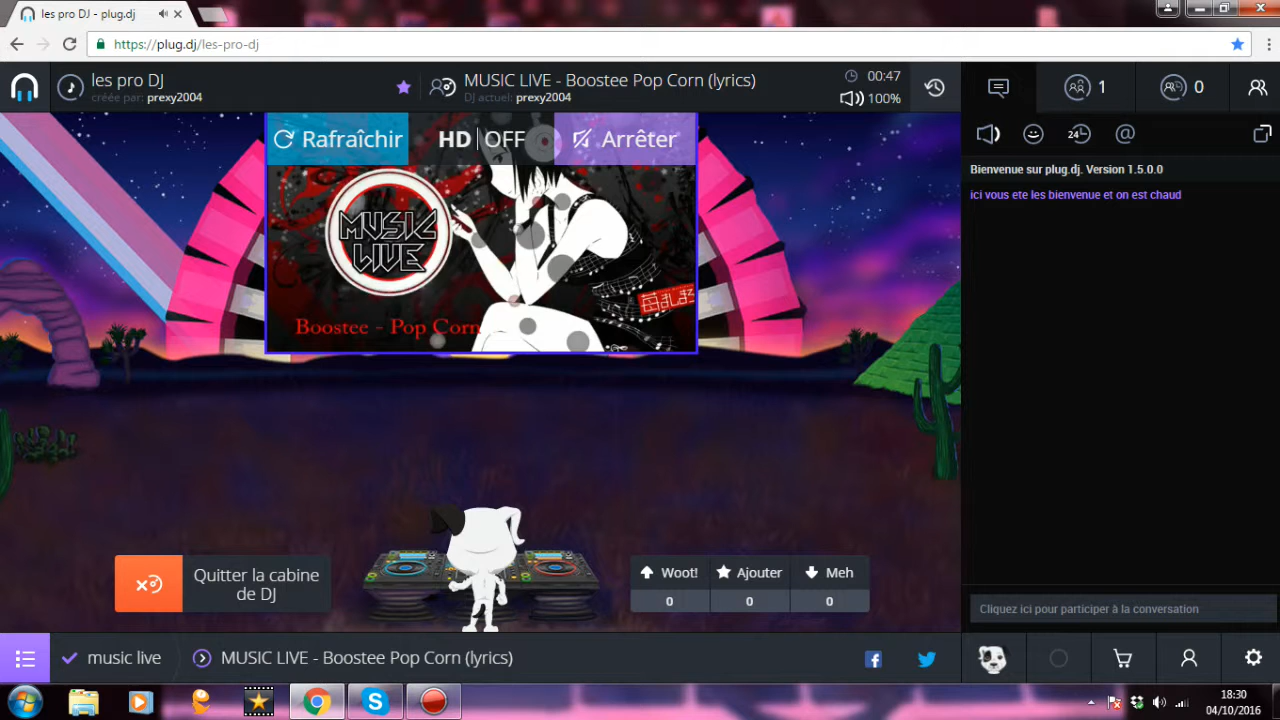 les pro DJ - plug.dj
https://plug.dj/les-pro-dj
les pro DJ
créée par: prexy2004
MUSIC LIVE - Boostee Pop Corn (lyrics)
DJ actuel: prexy2004
00:47
100%
1
0
Rafraîchir
HD OFF
Arrêter
24
@
Bienvenue sur plug.dj. Version 1.5.0.0
ici vous ete les bienvenue et on est chaud
MUSIC
LIVE
Boostee - Pop Corn
Quitter la cabine
de DJ
Woot!
Ajouter
Meh
0
0
0
Cliquez ici pour participer à la conversation
music live
MUSIC LIVE - Boostee Pop Corn (lyrics)
18:30
04/10/2016